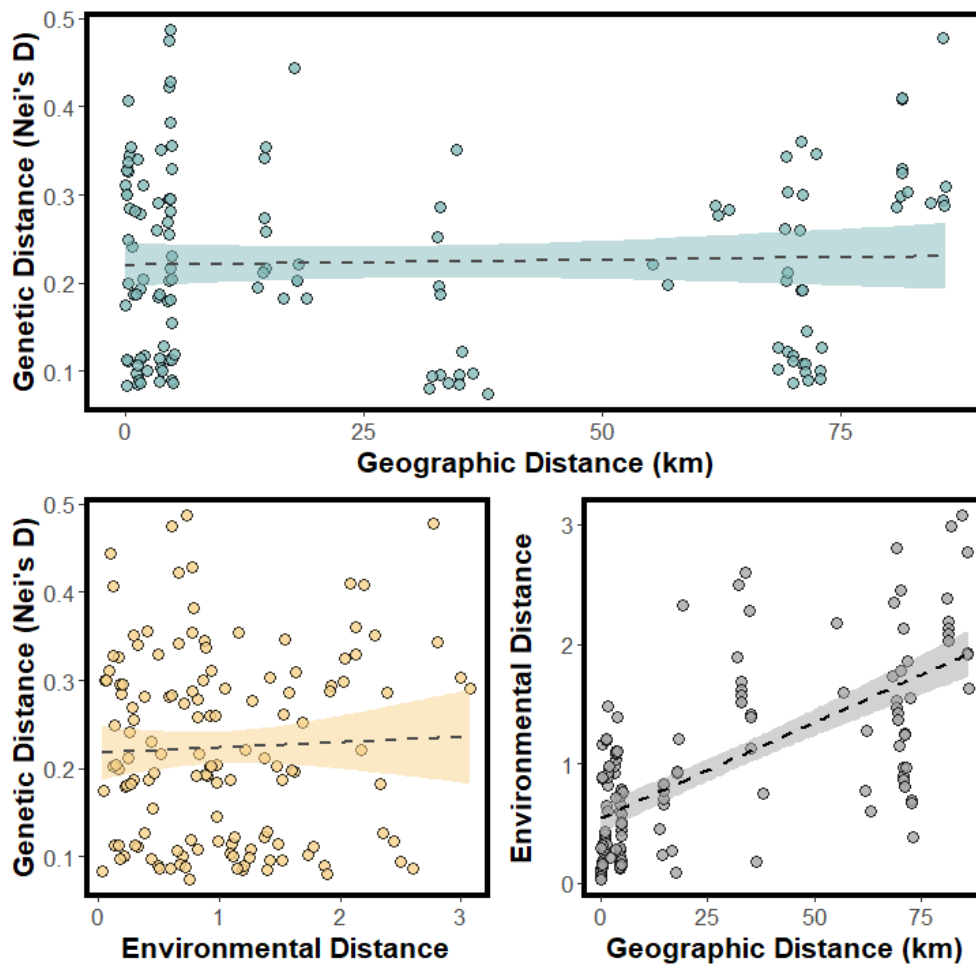 Genetic Distance (Nei's D)
0.5
0.4
0.3
0.2
0.1
0 25 50 75
Geographic Distance (km)
Genetic Distance (Nei's D)
0.5
0.4
0.3
0.2
0.1
0 1 2 3
Environmental Distance
Environmental Distance
3
2
1
0
0 25 50 75
Geographic Distance (km)